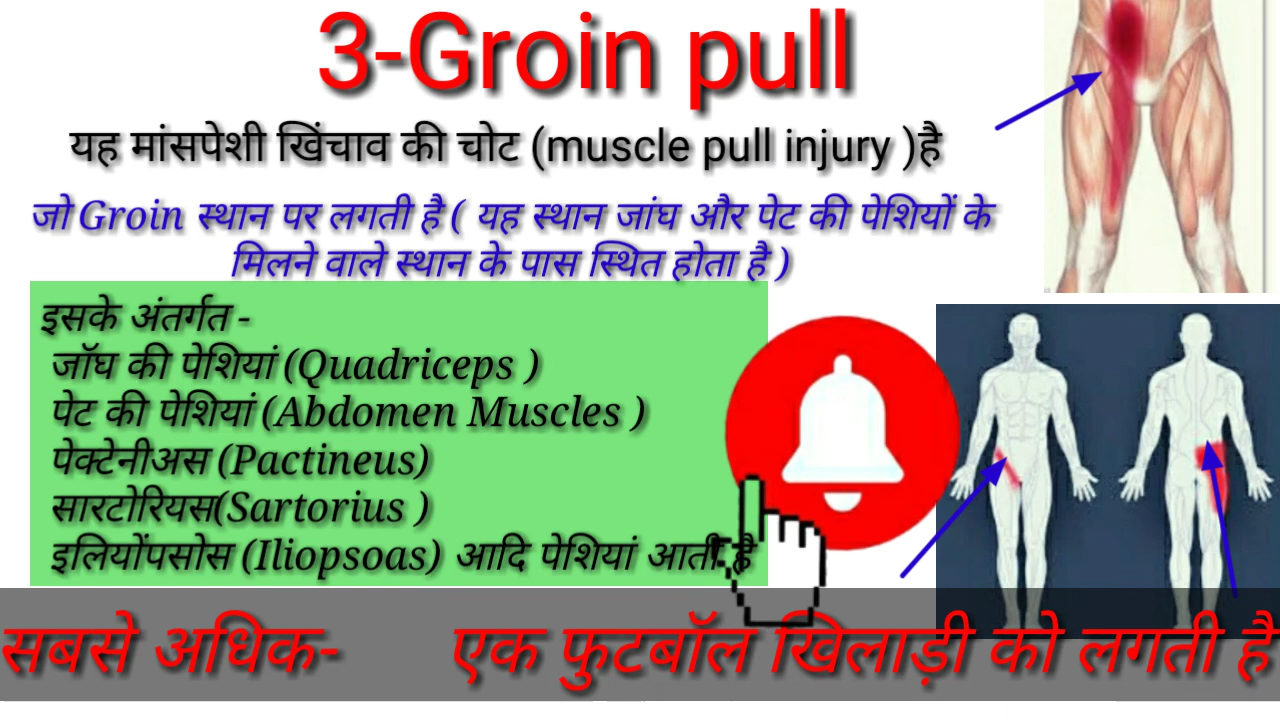 3-Groin pull
यह मांसपेशी खिंचाव की चोट (muscle pull injury )है
जो Groin स्थान पर लगती है ( यह स्थान जांघ और पेट की पेशियों के
मिलने वाले स्थान के पास स्थित होता है )
इसके अंतर्गत -
जॉघ की पेशियां (Quadriceps )
पेट की पेशियां (Abdomen Muscles )
पेक्टेनीअस (Pactineus)
सारटोरियस(Sartorius )
इलियोंपसोस (Iliopsoas) आदि पेशियां आती है
सबसे अधिक- एक फुटबॉल खिलाड़ी को लगती है